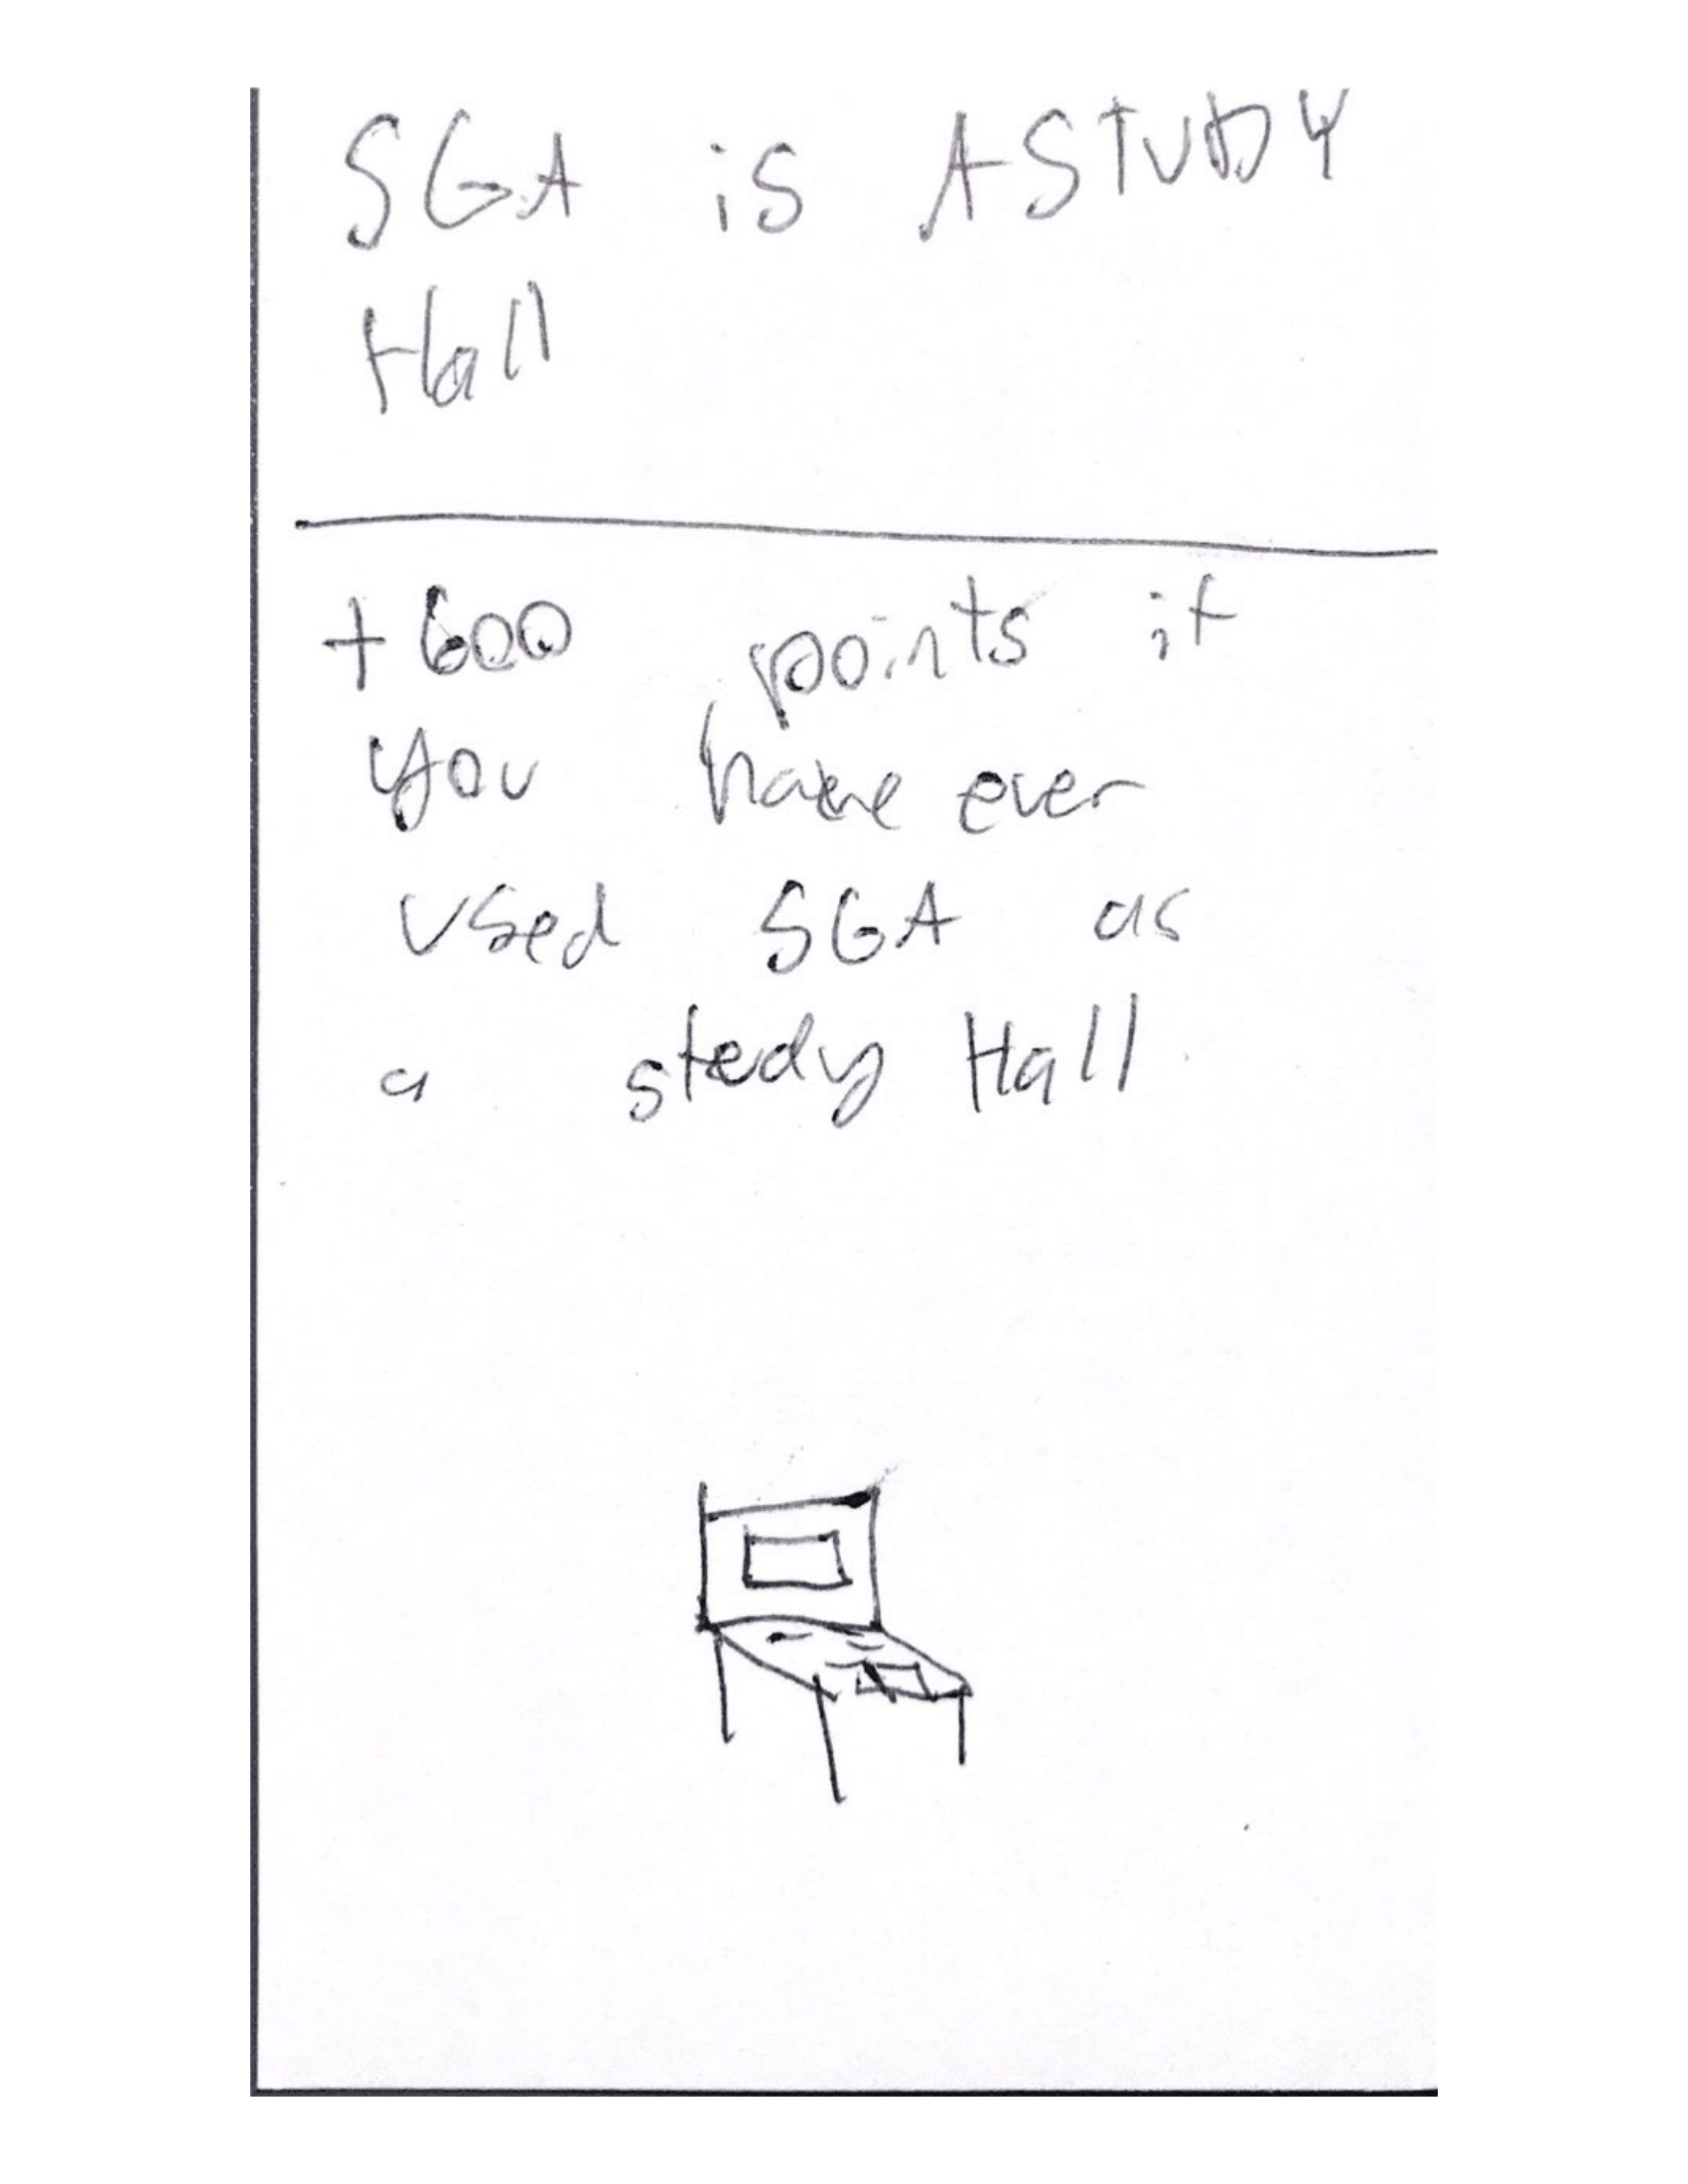 SGA is A STUDY
Hall
+600 points if
you have ever
used SGA as
a stedy Hall